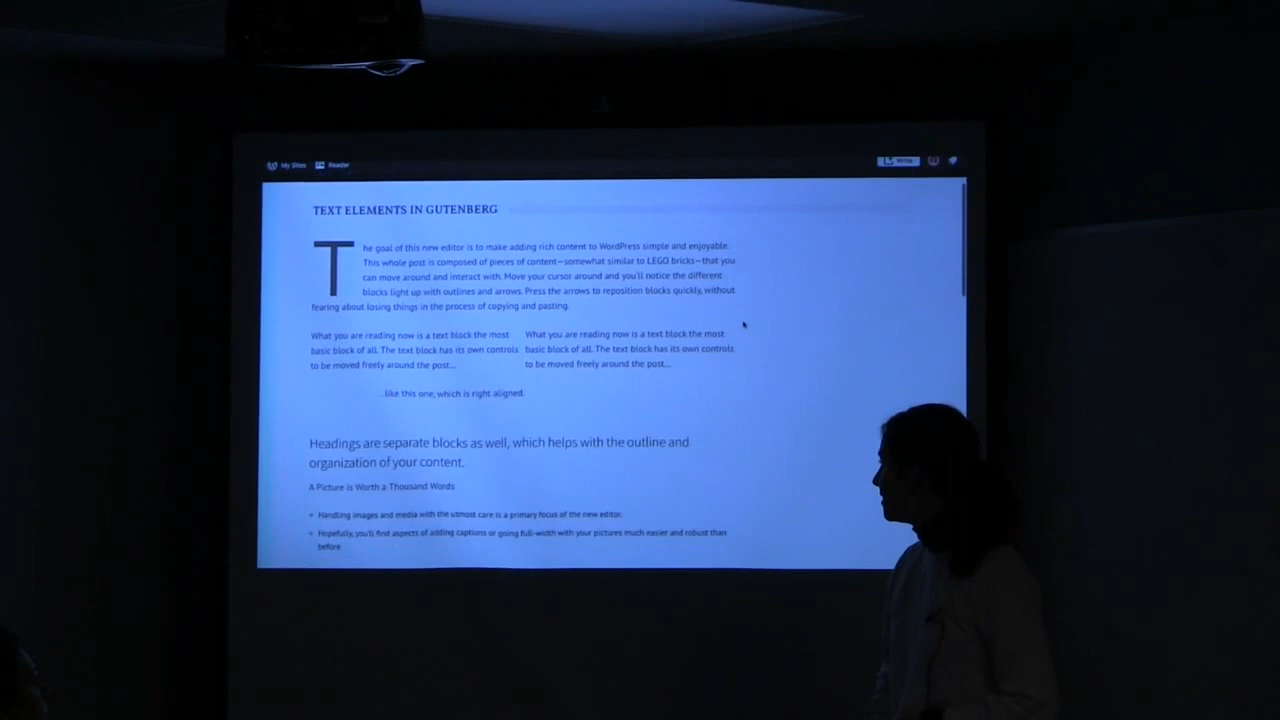 My Sites Reader Write
TEXT ELEMENTS IN GUTENBERG
The goal of this new editor is to make adding rich content to WordPress simple and enjoyable.
This whole post is composed of pieces of content—somewhat similar to LEGO bricks—that you
can move around and interact with. Move your cursor around and you'll notice the different
blocks light up with outlines and arrows. Press the arrows to reposition blocks quickly, without
fearing about losing things in the process of copying and pasting.
What you are reading now is a text block the most
basic block of all. The text block has its own controls
to be moved freely around the post...
What you are reading now is a text block the most
basic block of all. The text block has its own controls
to be moved freely around the post...
...like this one, which is right aligned.
Headings are separate blocks as well, which helps with the outline and
organization of your content.
A Picture is Worth a Thousand Words
Handling images and media with the utmost care is a primary focus of the new editor.
Hopefully, you'll find aspects of adding captions or going full-width with your pictures much easier and robust than
before.